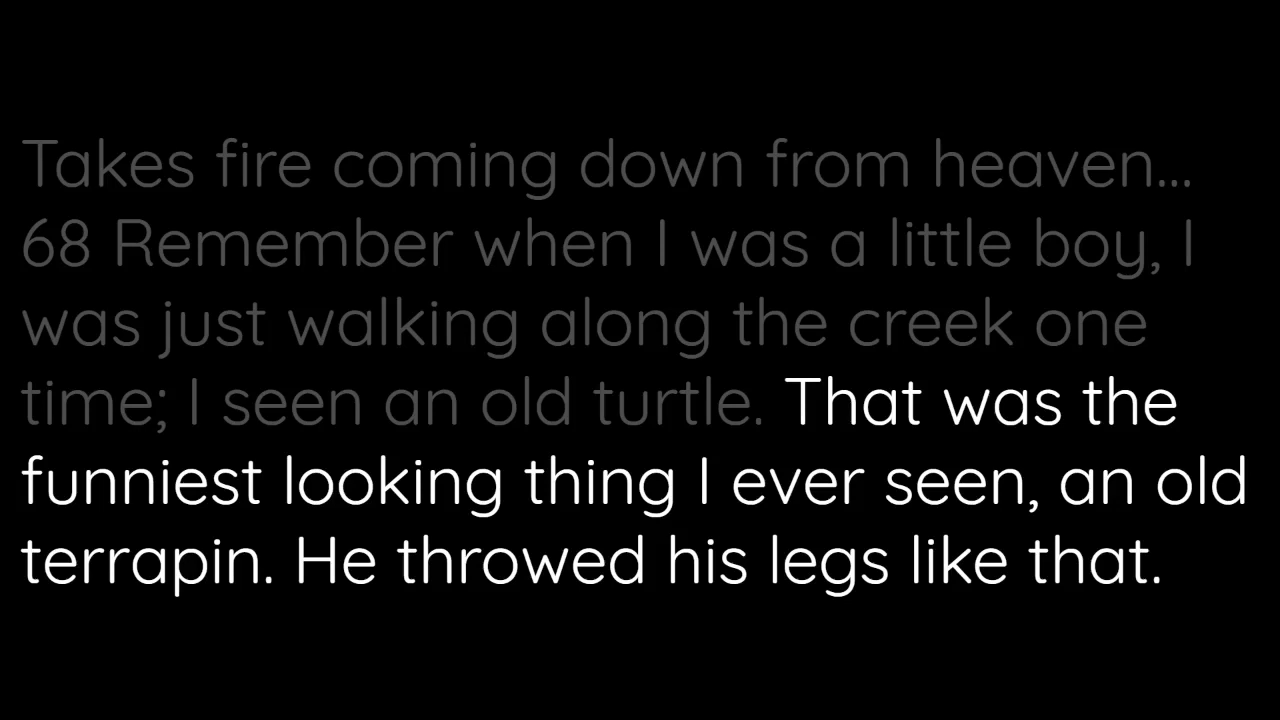 Takes fire coming down from heaven...
68 Remember when I was a little boy, I
was just walking along the creek one
time; I seen an old turtle. That was the
funniest looking thing I ever seen, an old
terrapin. He throwed his legs like that.